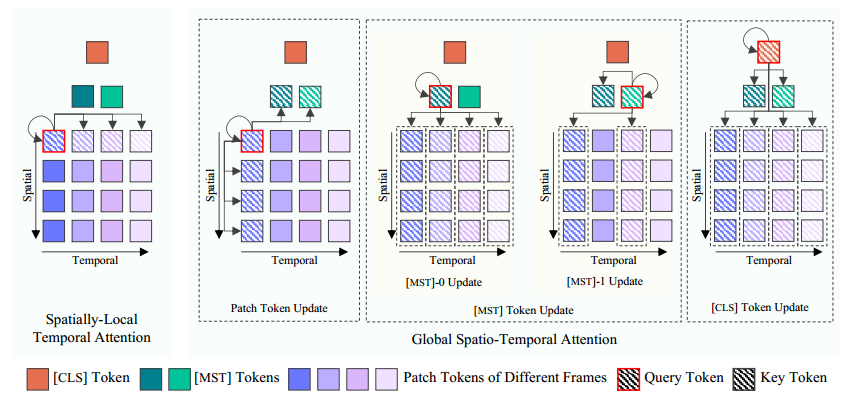 Spatial
Temporal
Spatially-Local
Temporal Attention
Spatial
Temporal
Patch Token Update
Spatial
Temporal
[MST]-0 Update
Spatial
Temporal
[MST]-1 Update
[MST] Token Update
Spatial
Temporal
[CLS] Token Update
Global Spatio-Temporal Attention
[CLS] Token [MST] Tokens Patch Tokens of Different Frames Query Token Key Token